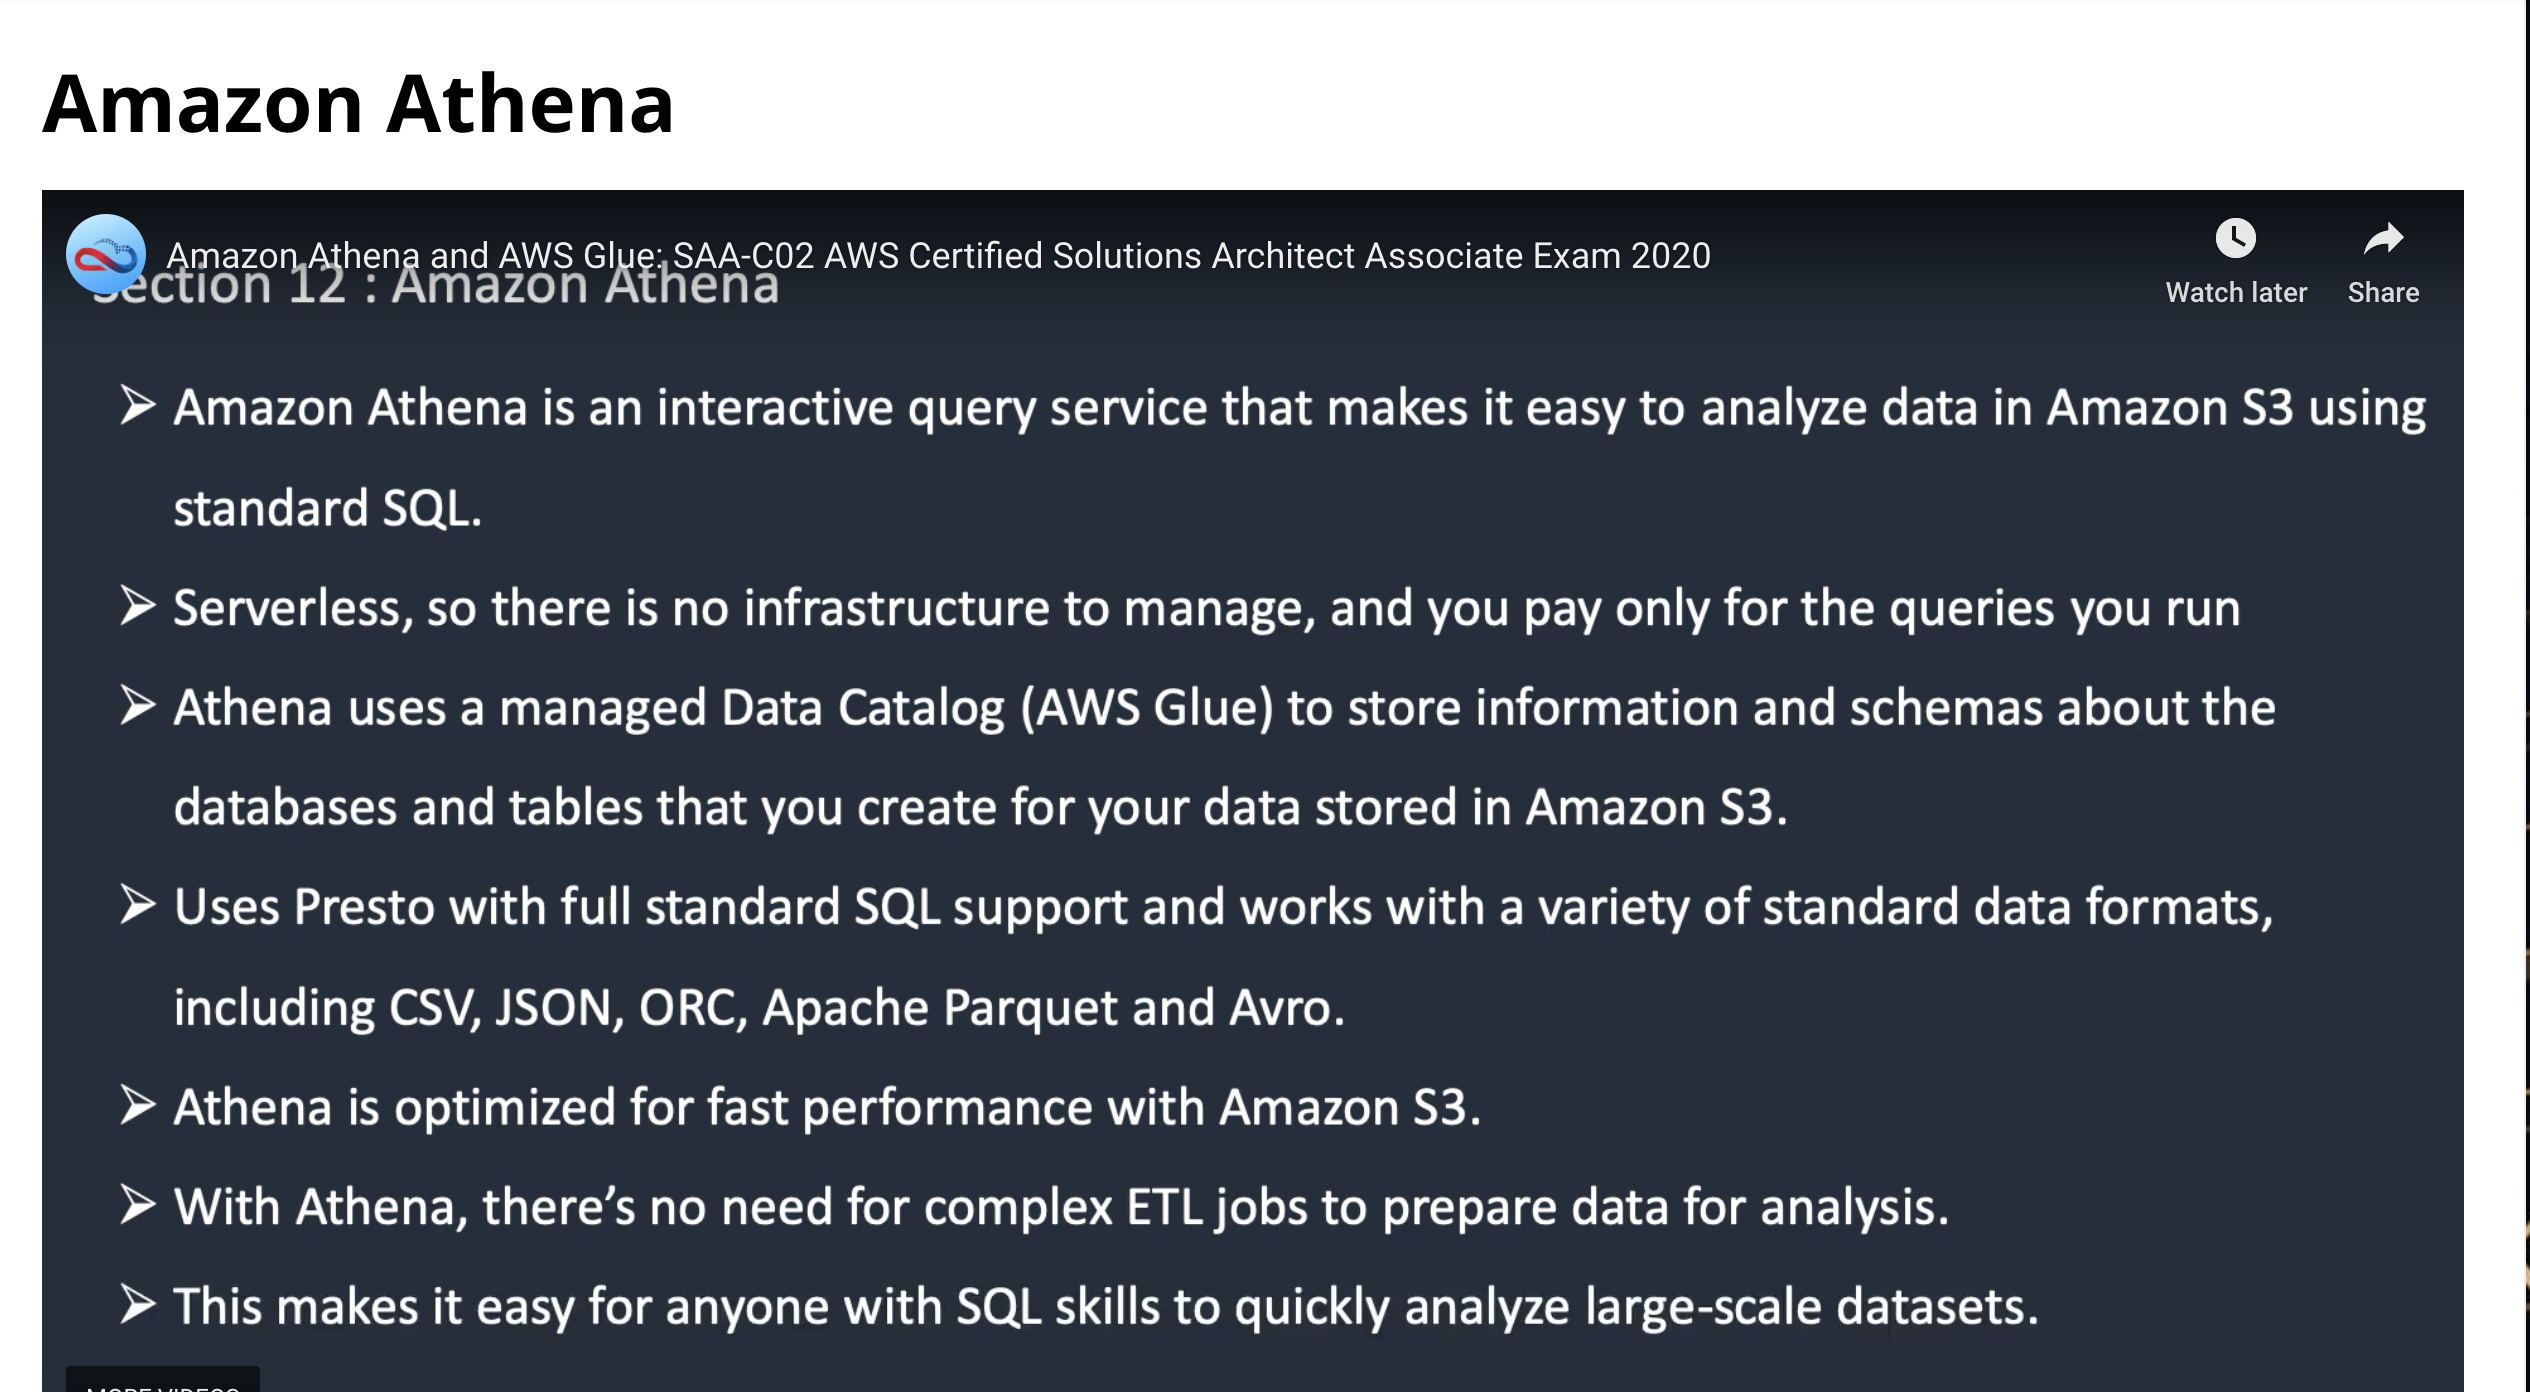 Amazon Athena
Amazon Athena and AWS Glue: SAA-C02 AWS Certified Solutions Architect Associate Exam 2020
Section 12 : Amazon Athena
Watch later
Share
➢ Amazon Athena is an interactive query service that makes it easy to analyze data in Amazon S3 using
standard SQL.
➢ Serverless, so there is no infrastructure to manage, and you pay only for the queries you run
➢ Athena uses a managed Data Catalog (AWS Glue) to store information and schemas about the
databases and tables that you create for your data stored in Amazon S3.
➢ Uses Presto with full standard SQL support and works with a variety of standard data formats,
including CSV, JSON, ORC, Apache Parquet and Avro.
➢ Athena is optimized for fast performance with Amazon S3.
➢ With Athena, there’s no need for complex ETL jobs to prepare data for analysis.
➢ This makes it easy for anyone with SQL skills to quickly analyze large-scale datasets.
MORE VIDEOS